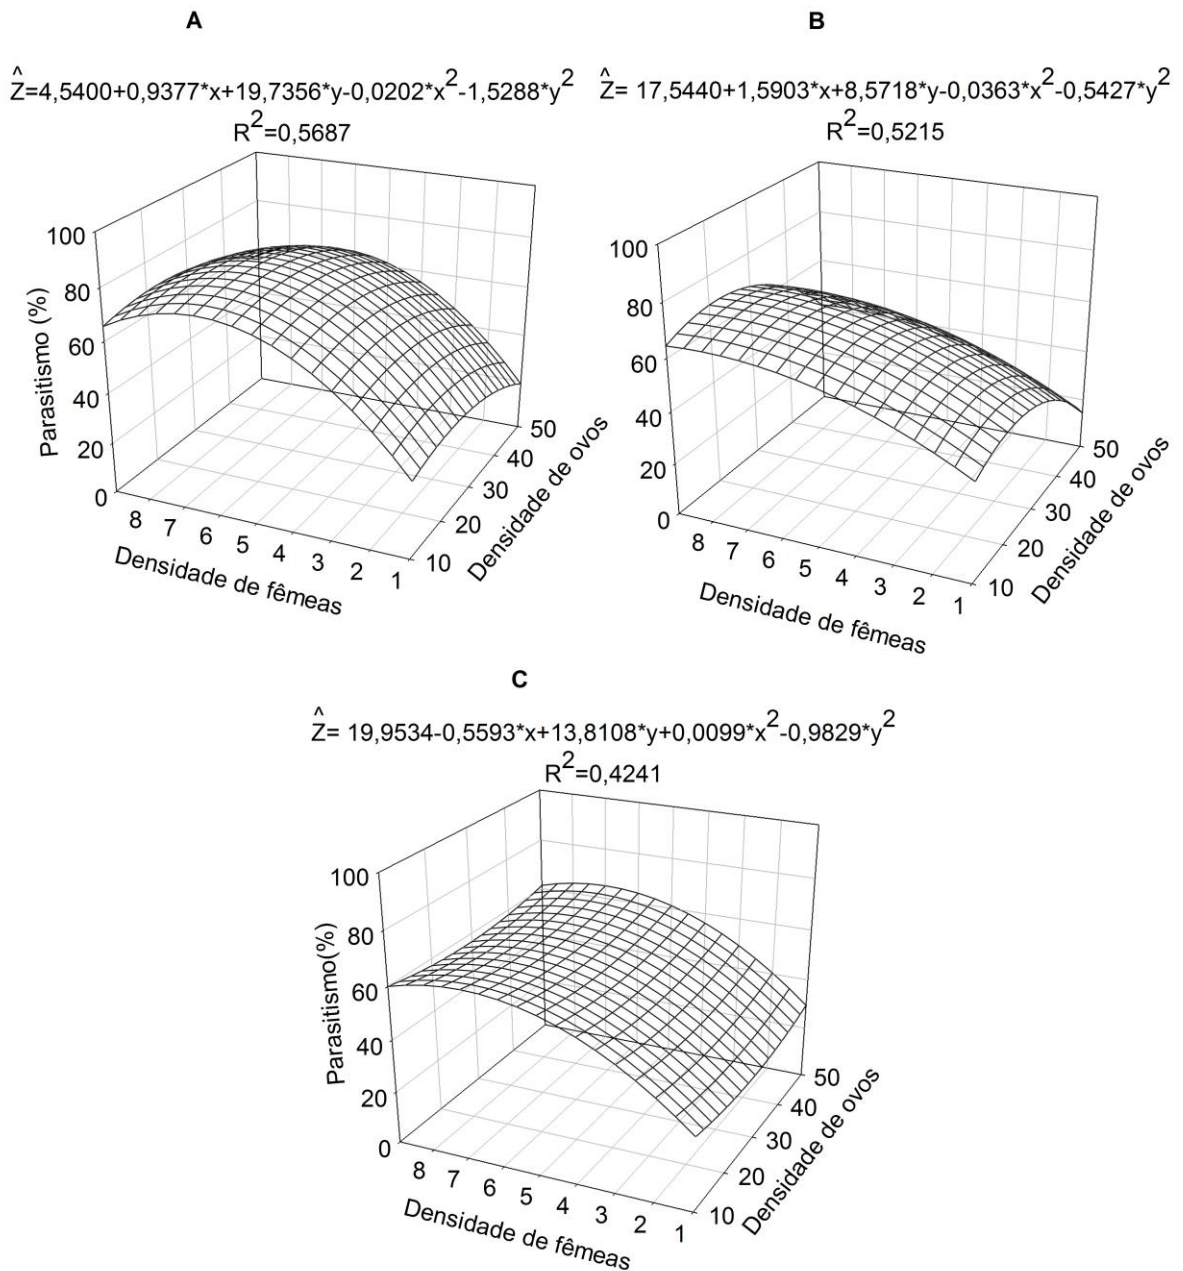 A
Ẑ=4,5400+0,9377*x+19,7356*y-0,0202*x²-1,5288*y²
R²=0,5687
100
80
60
40
20
0
Parasitismo (%)
8 7 6 5 4 3 2 1
Densidade de fêmeas
10 20 30 40 50
Densidade de ovos
B
Ẑ= 17,5440+1,5903*x+8,5718*y-0,0363*x²-0,5427*y²
R²=0,5215
100
80
60
40
20
0
8 7 6 5 4 3 2 1
Densidade de fêmeas
10 20 30 40 50
Densidade de ovos
C
Ẑ= 19,9534-0,5593*x+13,8108*y+0,0099*x²-0,9829*y²
R²=0,4241
100
80
60
40
20
0
Parasitismo(%)
8 7 6 5 4 3 2 1
Densidade de fêmeas
10 20 30 40 50
Densidade de ovos